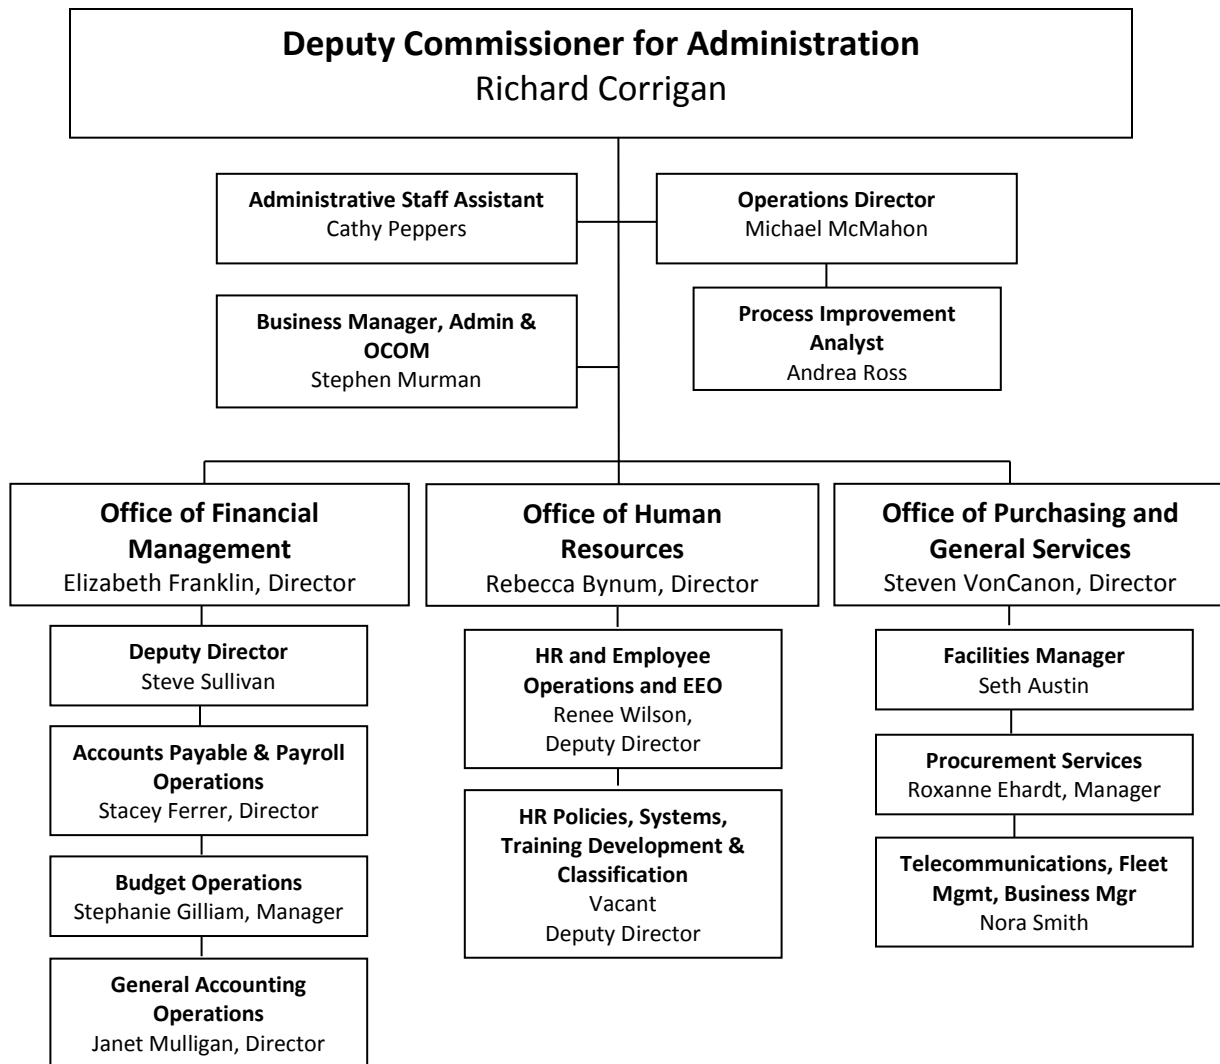 Deputy Commissioner for Administration
Richard Corrigan
Administrative Staff Assistant
Cathy Peppers
Operations Director
Michael McMahon
Business Manager, Admin &
OCOM
Stephen Murman
Process Improvement
Analyst
Andrea Ross
Office of Financial
Management
Elizabeth Franklin, Director
Deputy Director
Steve Sullivan
Accounts Payable & Payroll
Operations
Stacey Ferrer, Director
Budget Operations
Stephanie Gilliam, Manager
General Accounting
Operations
Janet Mulligan, Director
Office of Human
Resources
Rebecca Bynum, Director
HR and Employee
Operations and EEO
Renee Wilson,
Deputy Director
HR Policies, Systems,
Training Development &
Classification
Vacant
Deputy Director
Office of Purchasing and
General Services
Steven VonCanon, Director
Facilities Manager
Seth Austin
Procurement Services
Roxanne Ehardt, Manager
Telecommunications, Fleet
Mgmt, Business Mgr
Nora Smith